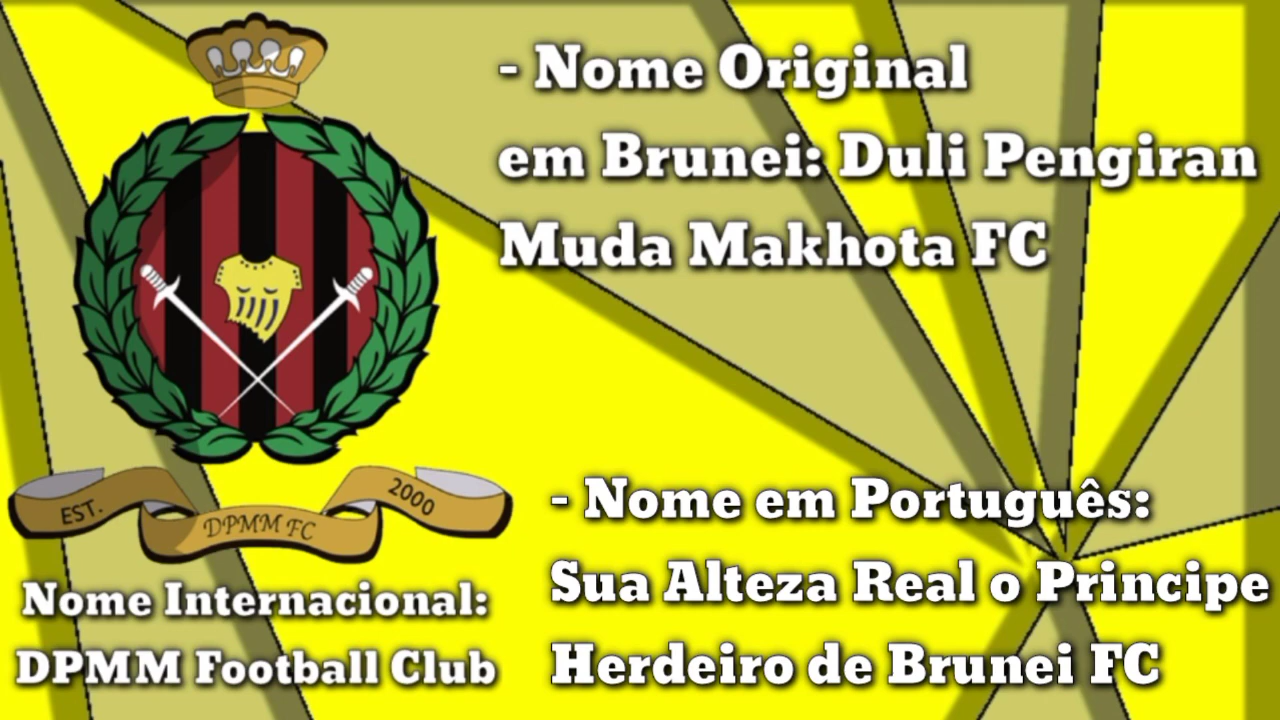 - Nome Original
em Brunei: Duli Pengiran
Muda Makhota FC
EST.
DPMM FC
2000
Nome Internacional:
DPMM Football Club
- Nome em Português:
Sua Alteza Real o Principe
Herdeiro de Brunei FC